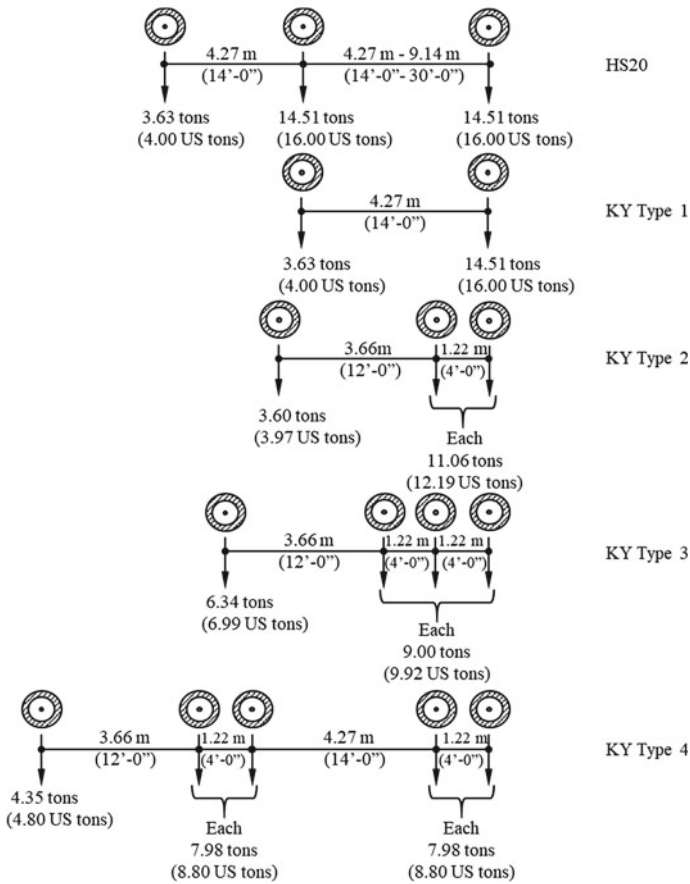 4.27 m 4.27 m - 9.14 m
(14’-0”) (14’-0”- 30’-0”) HS20
3.63 tons 14.51 tons 14.51 tons
(4.00 US tons) (16.00 US tons) (16.00 US tons)
4.27 m
(14’-0”) KY Type 1
3.63 tons 14.51 tons
(4.00 US tons) (16.00 US tons)
3.66m 1.22 m
(12’-0”) (4’-0”) KY Type 2
3.60 tons
(3.97 US tons) Each
11.06 tons
(12.19 US tons)
3.66 m 1.22 m 1.22 m
(12’-0”) (4’-0”) (4’-0”) KY Type 3
6.34 tons
(6.99 US tons) Each
9.00 tons
(9.92 US tons)
3.66 m 1.22 m 4.27 m 1.22 m
(12’-0”) (4’-0”) (14’-0”) (4’-0”) KY Type 4
4.35 tons
(4.80 US tons) Each Each
7.98 tons 7.98 tons
(8.80 US tons) (8.80 US tons)